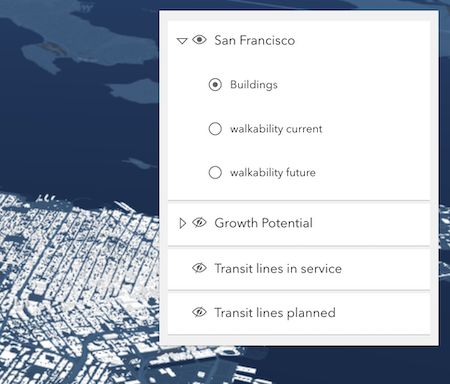 San Francisco
Buildings
walkability current
walkability future
Growth Potential
Transit lines in service
Transit lines planned